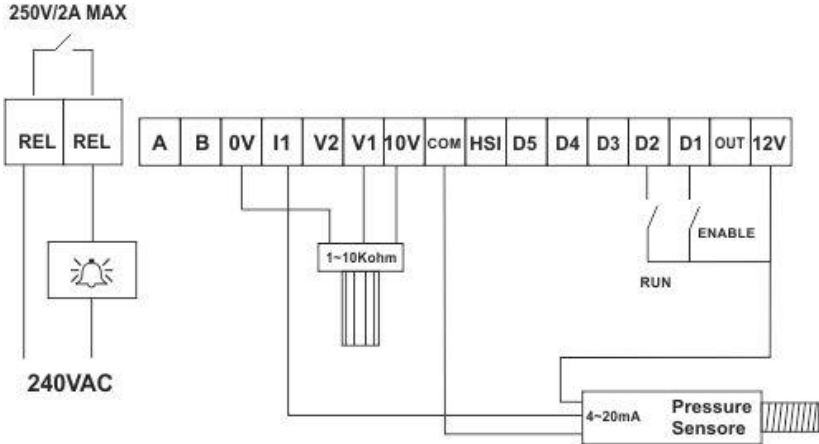 250V/2A MAX
REL REL A B 0V I1 V2 V1 10V COM HSI D5 D4 D3 D2 D1 OUT 12V
ENABLE
1~10Kohm
RUN
240VAC
4~20mA
Pressure
Sensore